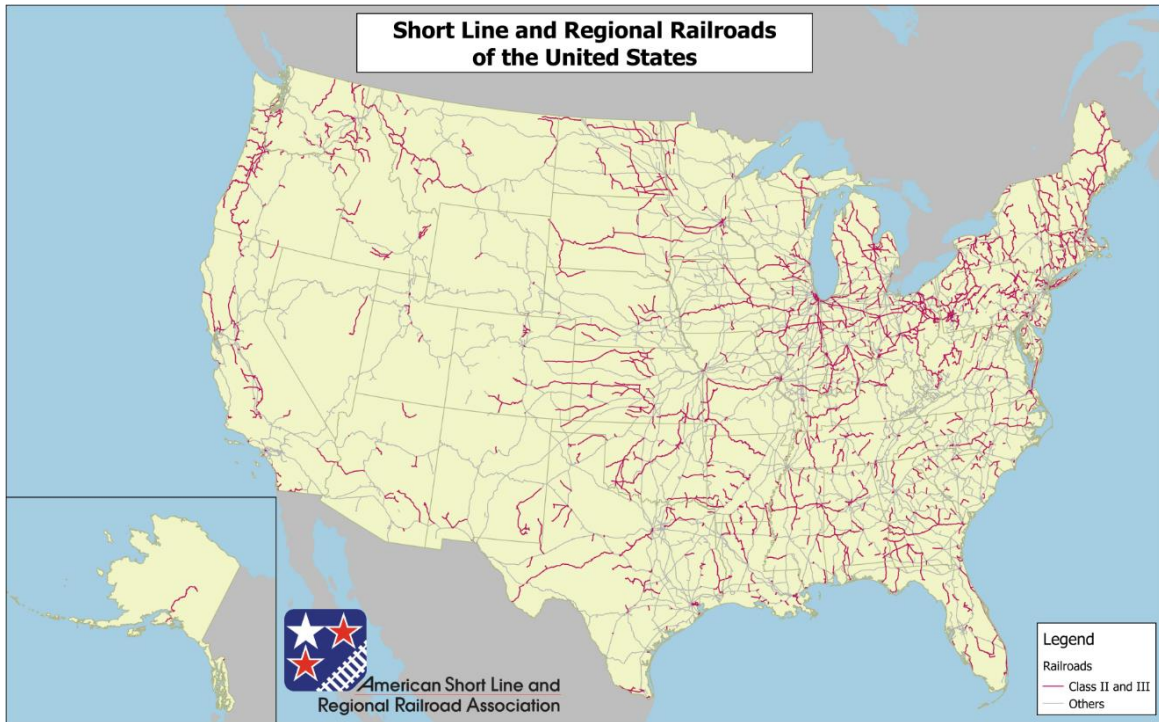 Short Line and Regional Railroads
of the United States
American Short Line and
Regional Railroad Association
Legend
Railroads
Class II and III
Others